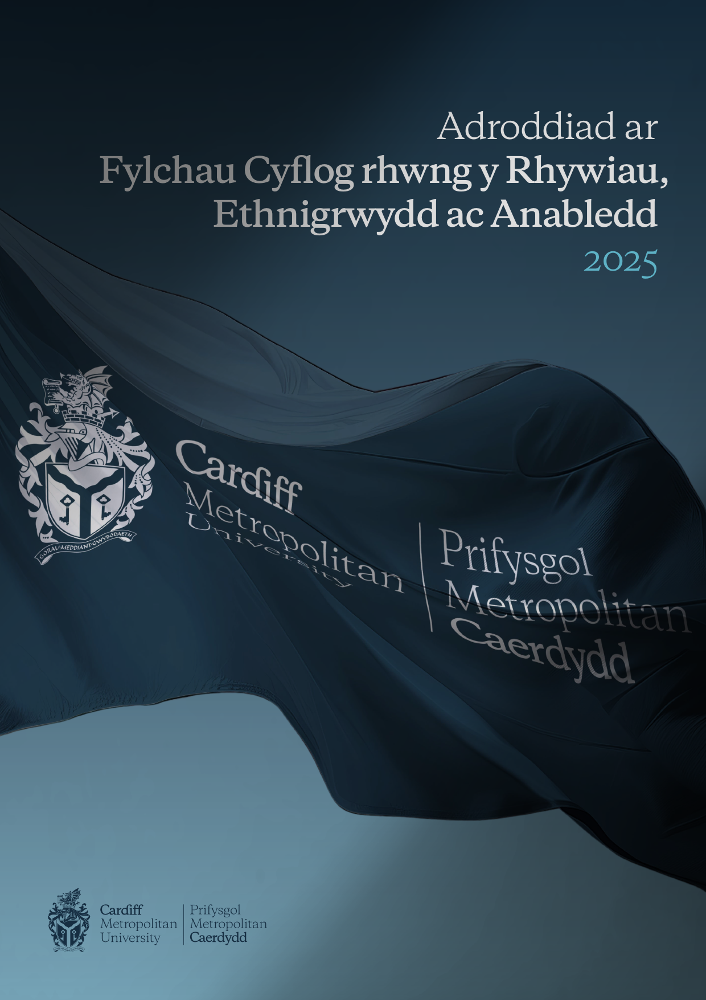 Adroddiad ar
Fylchau Cyflog rhwng y Rhywiau,
Ethnigrwydd ac Anabledd
2025
Cardiff
Metropolitan
University
Prifysgol
Metropolitan
Caerdydd
GORAU·MEDDIANT·GWYBODAETH
Cardiff
Metropolitan
University
Prifysgol
Metropolitan
Caerdydd